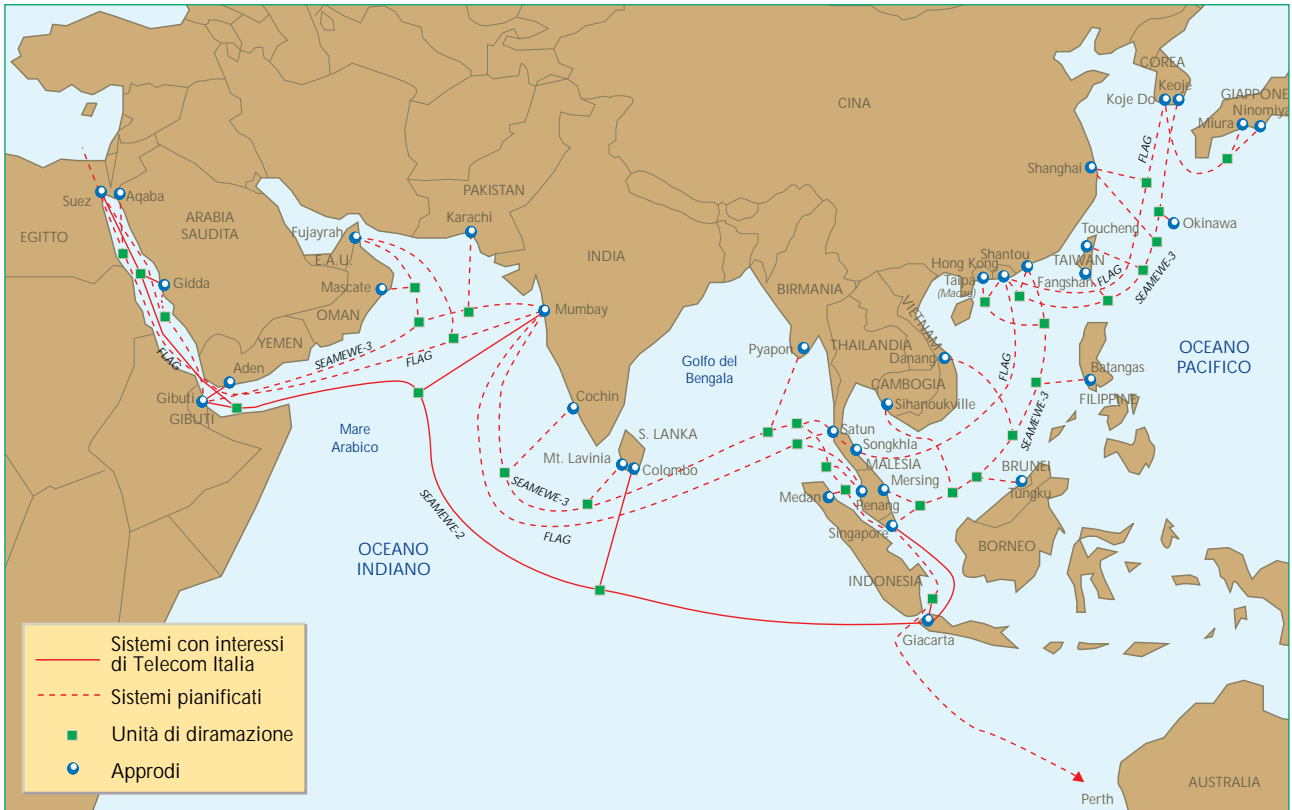 COREA
Keoje
Koje Do
GIAPPONE
Ninomiya
Miura
CINA
FLAG
Shanghai
Okinawa
Toucheng
TAIWAN
Fangshan
FLAG
SEAMEWE-3
Shantou
Hong Kong
Taipa
(Macau)
Suez
Aqaba
EGITTO
ARABIA
SAUDITA
Gidda
Fujayrah
E.A.U.
Mascate
OMAN
YEMEN
Aden
FLAG
Gibuti
GIBUTI
PAKISTAN
Karachi
INDIA
Mumbay
SEAMEWE-3
FLAG
Mare
Arabico
Cochin
S. LANKA
Mt. Lavinia
Colombo
SEAMEWE-3
FLAG
SEAMEWE-2
OCEANO
INDIANO
Golfo del
Bengala
BIRMANIA
Pyapon
THAILANDIA
VIETNAM
Danang
CAMBOGIA
Sihanoukville
FLAG
SEAMEWE-3
Batangas
FILIPPINE
OCEANO
PACIFICO
Satun
Songkhla
MALESIA
Mersing
Medan
Penang
Singapore
BRUNEI
Tungku
BORNEO
INDONESIA
Giacarta
AUSTRALIA
Perth
Sistemi con interessi
di Telecom Italia
Sistemi pianificati
Unità di diramazione
Approdi